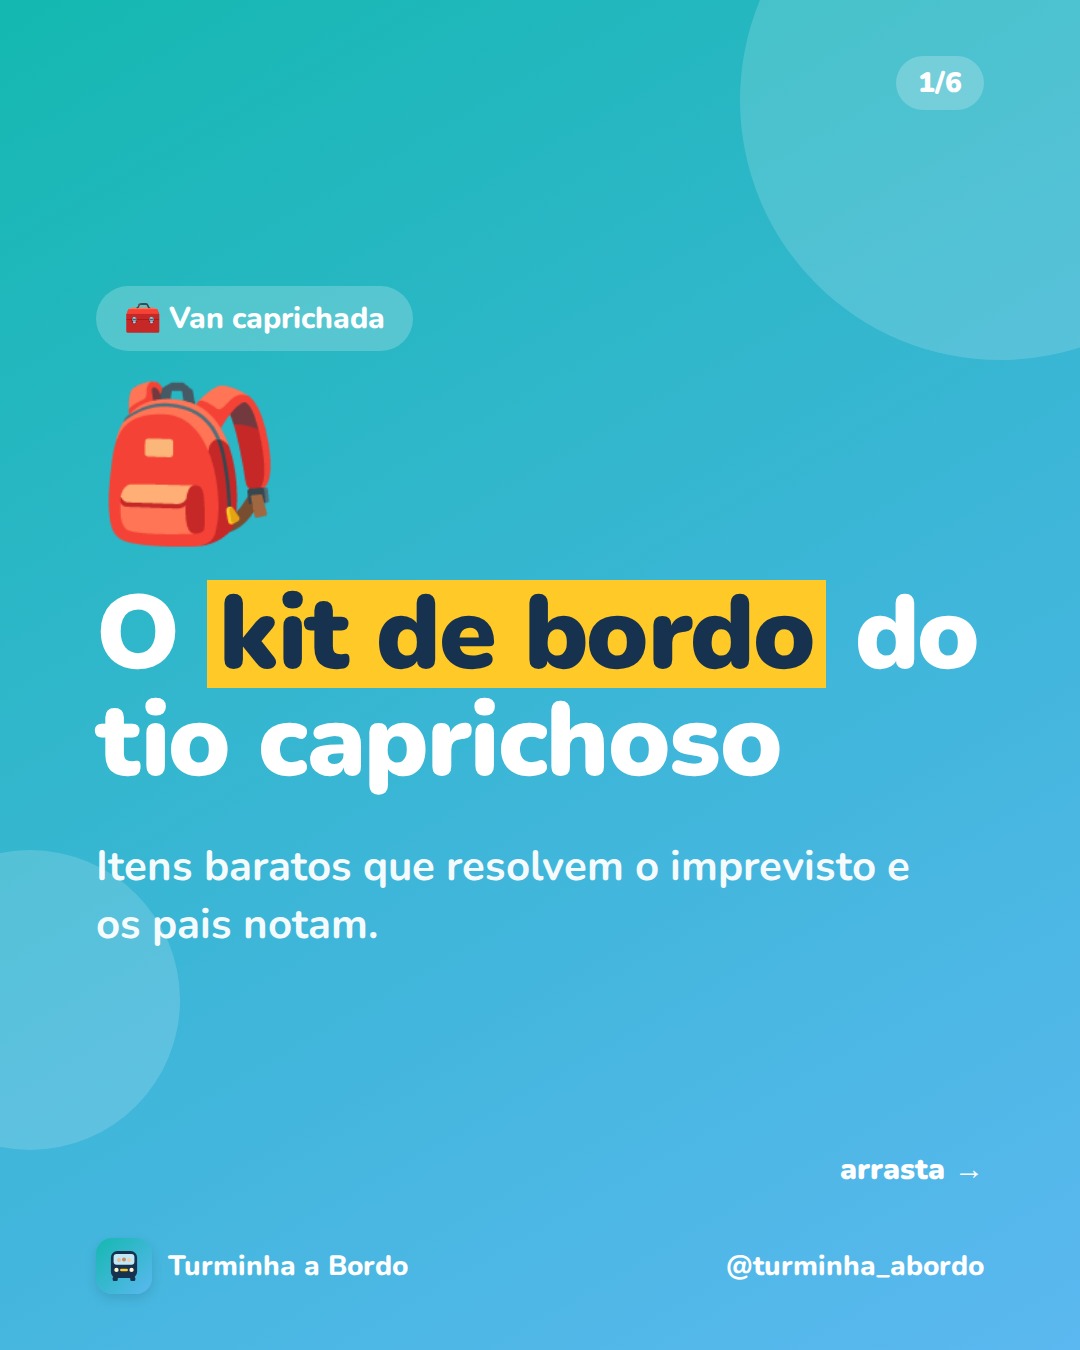 1/6
Van caprichada
O kit de bordo do
tio caprichoso
Itens baratos que resolvem o imprevisto e
os pais notam.
arrasta →
Turminha a Bordo
@turminha_abordo